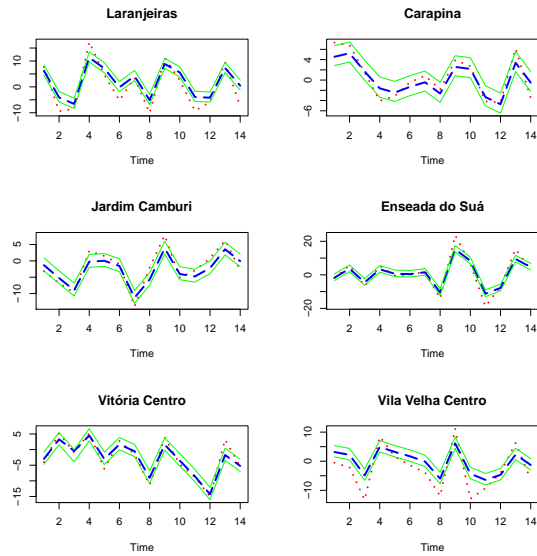 Laranjeiras
10
5
0
−10
2 4 6 8 10 12 14
Time
Carapina
4
2
−2
−6
2 4 6 8 10 12 14
Time
Jardim Camburi
5
0
−10
2 4 6 8 10 12 14
Time
Enseada do Suá
20
10
0
−20
2 4 6 8 10 12 14
Time
Vitória Centro
5
−5
−15
2 4 6 8 10 12 14
Time
Vila Velha Centro
10
5
0
−10
2 4 6 8 10 12 14
Time